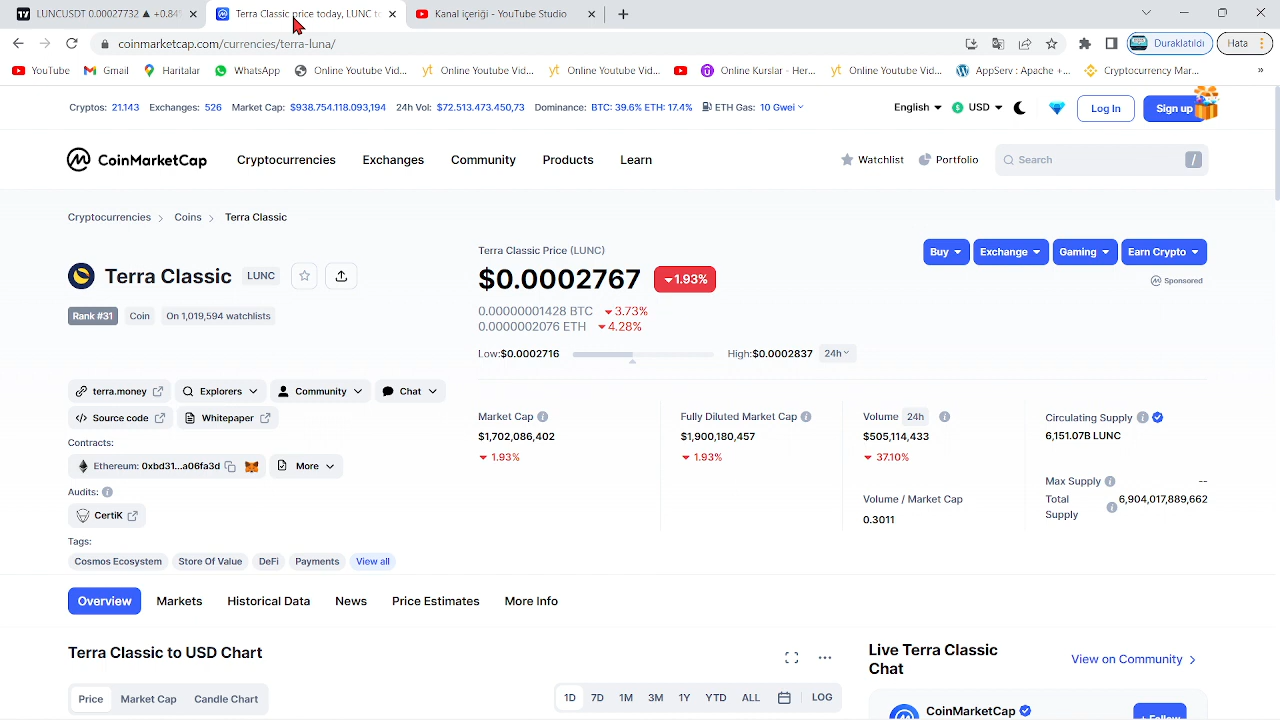 LUNCUSDT 0.0002732 ▲ +0.84
Terra Classic price today, LUNC to
Kanal içeriği - YouTube Studio
coinmarketcap.com/currencies/terra-luna/
Duraklatıldı
Hata
YouTube
Gmail
Haritalar
WhatsApp
Online Youtube Vid...
Online Youtube Vid...
Online Youtube Vid...
Online Kurslar - Her...
Online Youtube Vid...
AppServ : Apache +...
Cryptocurrency Mar...
»
Cryptos: 21.143 Exchanges: 526 Market Cap: $938.754.118.093,194 24h Vol: $72.513.473.450,73 Dominance: BTC: 39.6% ETH: 17.4% ETH Gas: 10 Gwei
English USD Log In Sign up
CoinMarketCap Cryptocurrencies Exchanges Community Products Learn Watchlist Portfolio Search /
Cryptocurrencies > Coins > Terra Classic
Terra Classic LUNC
Rank #31 Coin On 1,019,594 watchlists
Terra Classic Price (LUNC)
$0.0002767 1.93%
0.00000001428 BTC 3.73%
0.0000002076 ETH 4.28%
Low:$0.0002716 High:$0.0002837 24h
Buy Exchange Gaming Earn Crypto
Sponsored
terra.money Explorers Community Chat
Source code Whitepaper
Contracts:
Ethereum: 0xbd31...a06fa3d More
Audits:
CertiK
Tags:
Cosmos Ecosystem Store Of Value DeFi Payments View all
Market Cap
$1,702,086,402
1.93%
Fully Diluted Market Cap
$1,900,180,457
1.93%
Volume 24h
$505,114,433
37.10%
Volume / Market Cap
0.3011
Circulating Supply
6,151.07B LUNC
Max Supply --
Total Supply 6,904,017,889,662
Overview Markets Historical Data News Price Estimates More Info
Terra Classic to USD Chart
Price Market Cap Candle Chart
1D 7D 1M 3M 1Y YTD ALL LOG
Live Terra Classic
Chat
View on Community >
CoinMarketCap
+ Follow